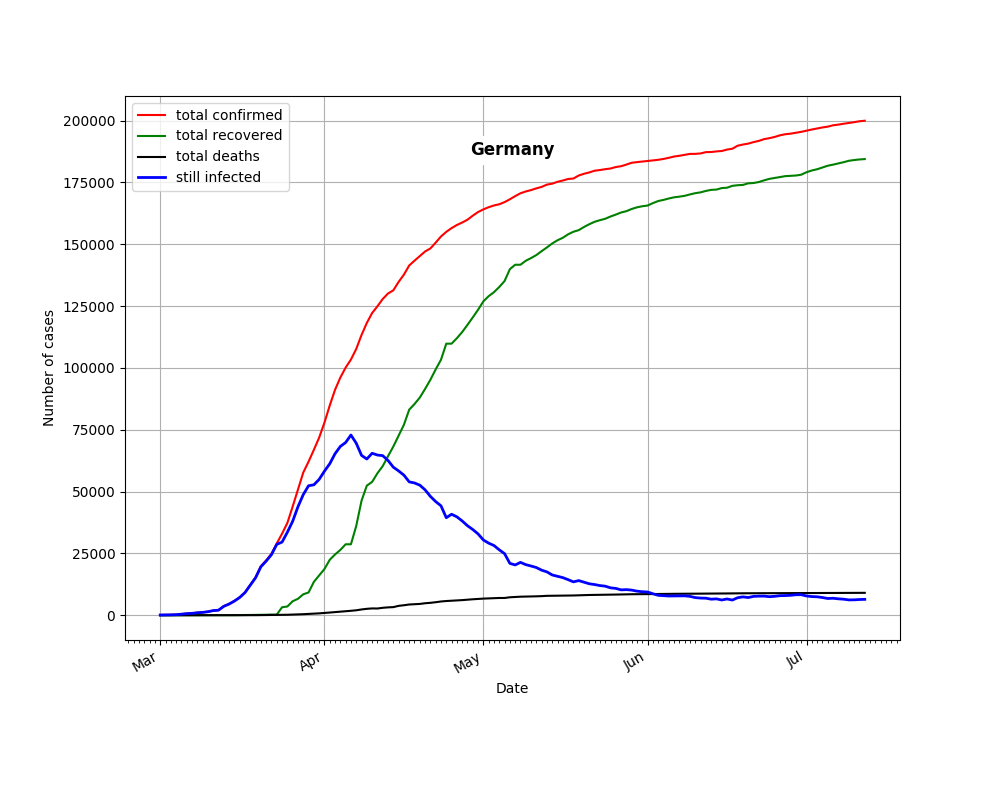 total confirmed
total recovered
total deaths
still infected
Germany
200000
175000
150000
125000
100000
75000
50000
25000
0
Number of cases
Mar
Apr
May
Jun
Jul
Date